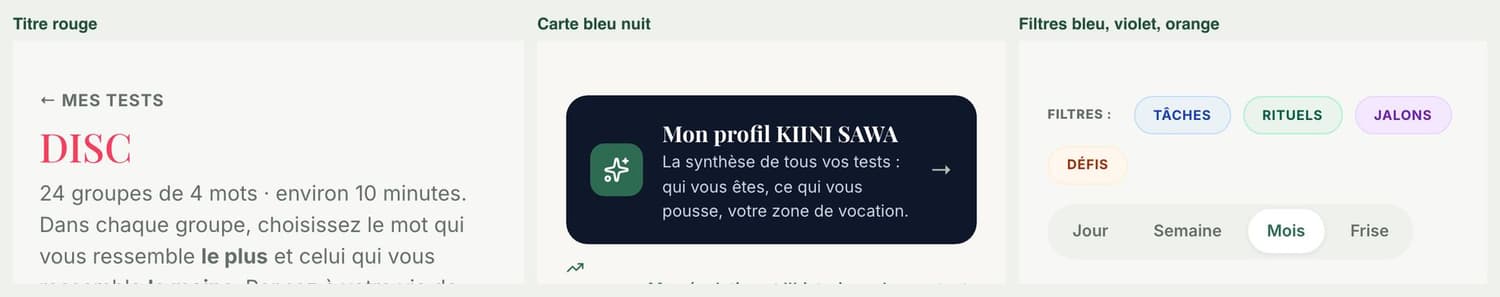 Titre rouge
← MES TESTS
DISC
24 groupes de 4 mots · environ 10 minutes.
Dans chaque groupe, choisissez le mot qui
vous ressemble le plus et celui qui vous
Carte bleu nuit
Mon profil KIINI SAWA
La synthèse de tous vos tests :
qui vous êtes, ce qui vous
pousse, votre zone de vocation.
→
Filtres bleu, violet, orange
FILTRES : TÂCHES RITUELS JALONS
DÉFIS
Jour Semaine Mois Frise